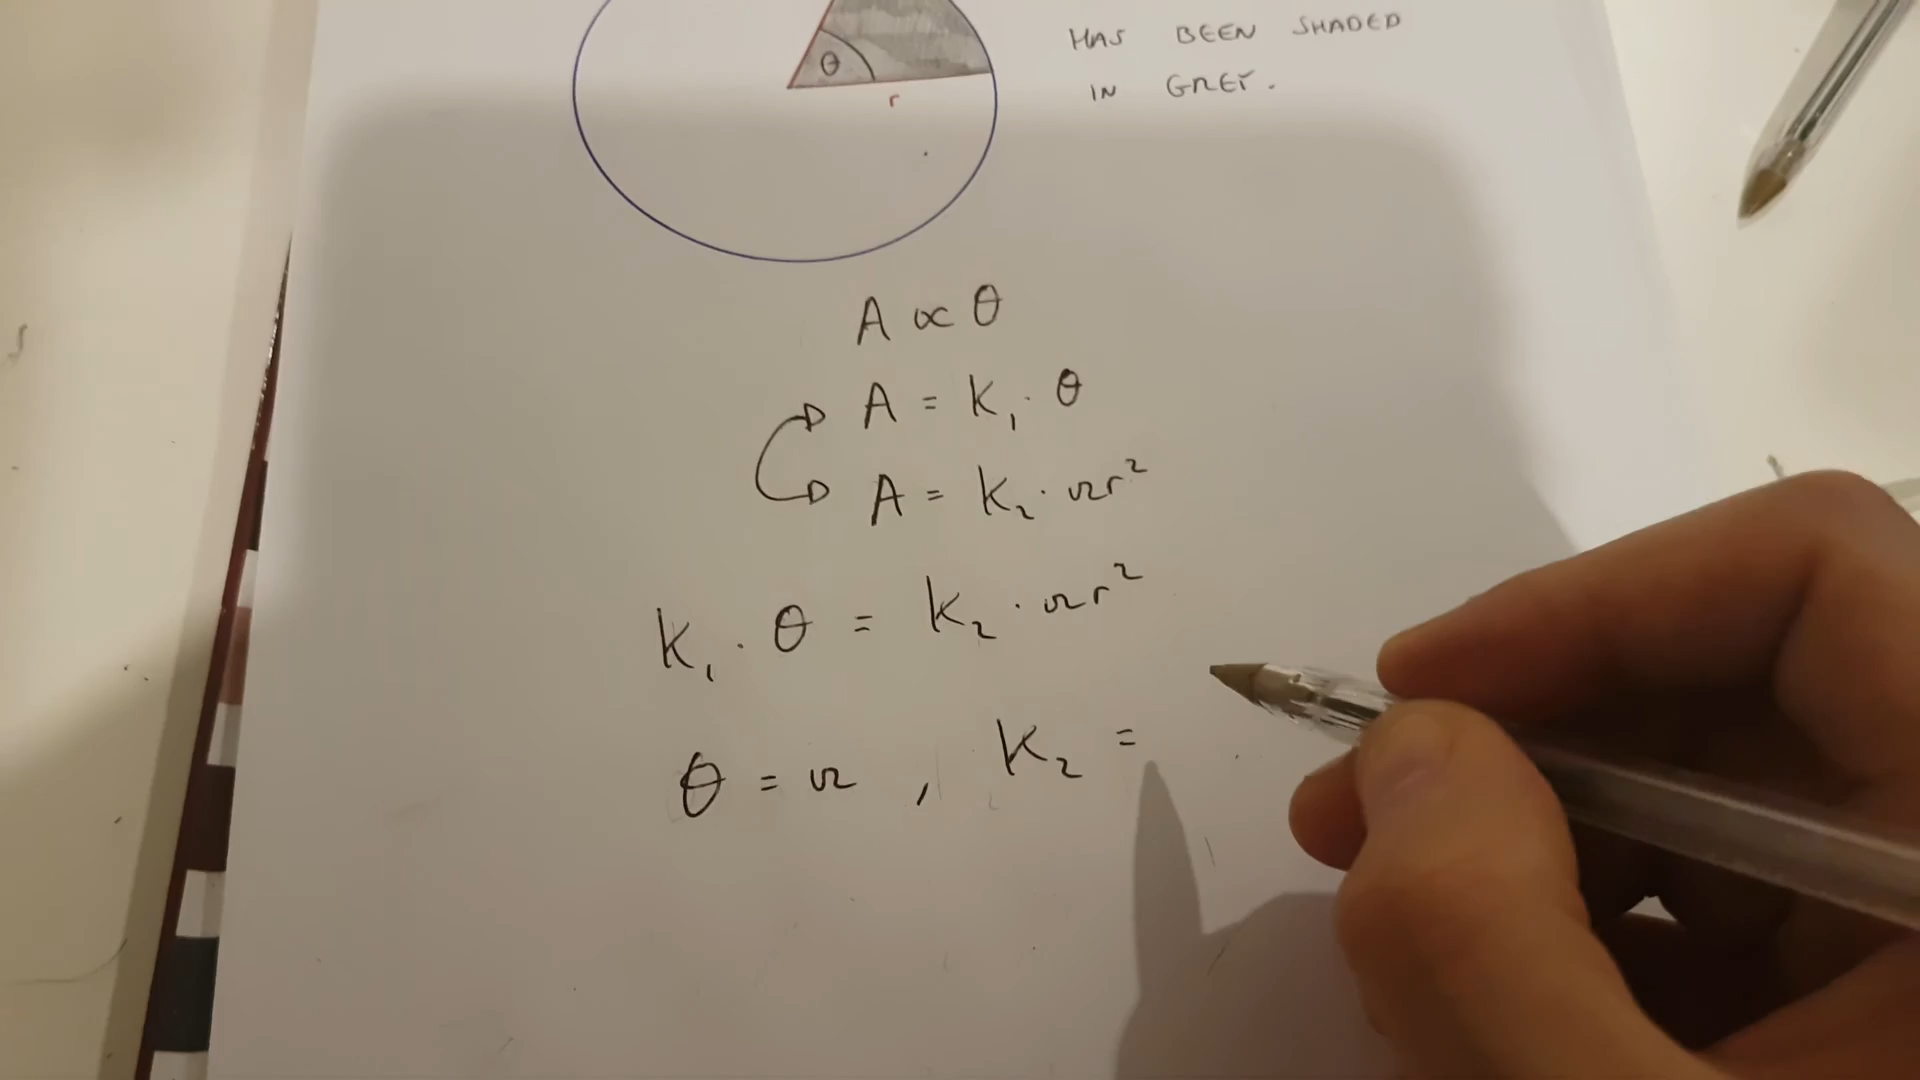 HAS BEEN SHADED
IN GREY.
θ
r
A ∝ θ
A = K₁ · θ
A = K₂ · πr²
K₁ · θ = K₂ · πr²
θ = π , K₂ =